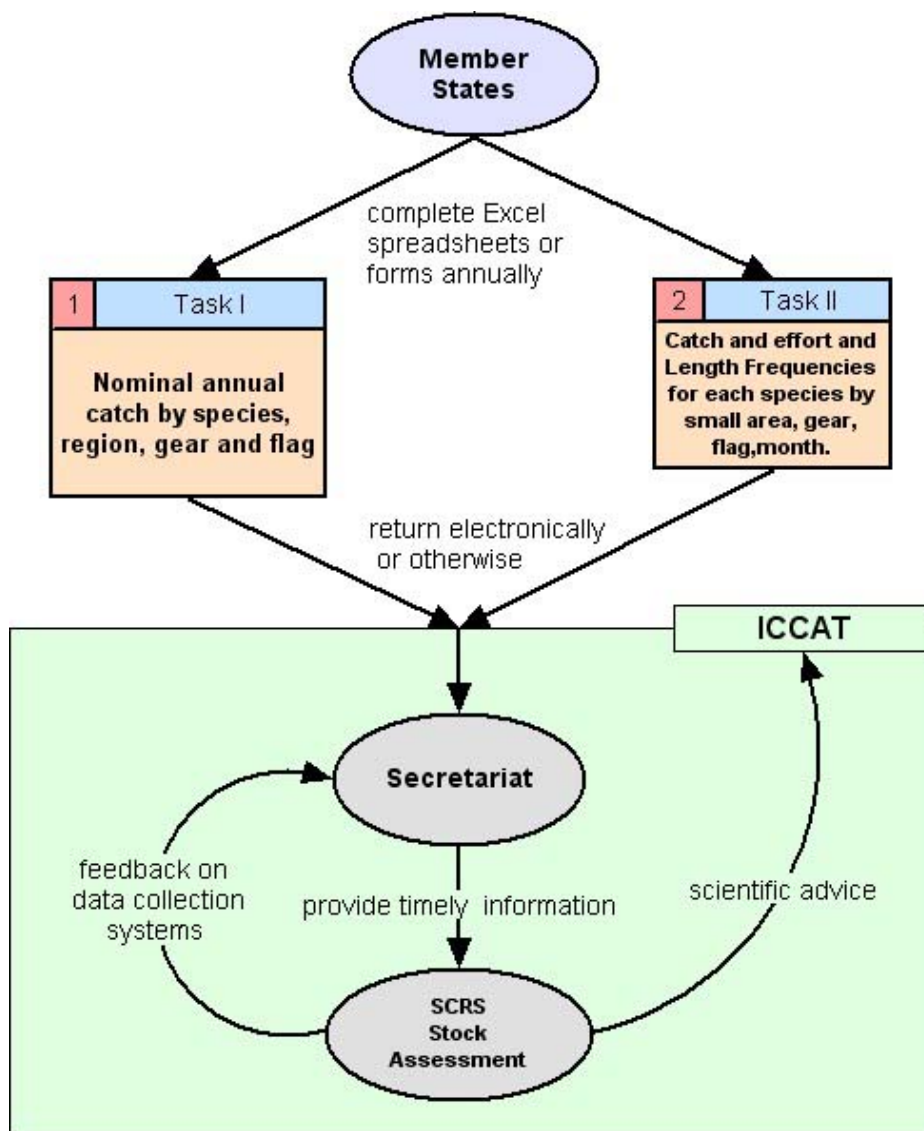 Member
States
complete Excel
spreadsheets or
forms annually
1
Task I
Nominal annual
catch by species,
region, gear and flag
2
Task II
Catch and effort and
Length Frequencies
for each species by
small area, gear,
flag,month.
return electronically
or otherwise
ICCAT
Secretariat
feedback on
data collection
systems
provide timely information
scientific advice
SCRS
Stock
Assessment